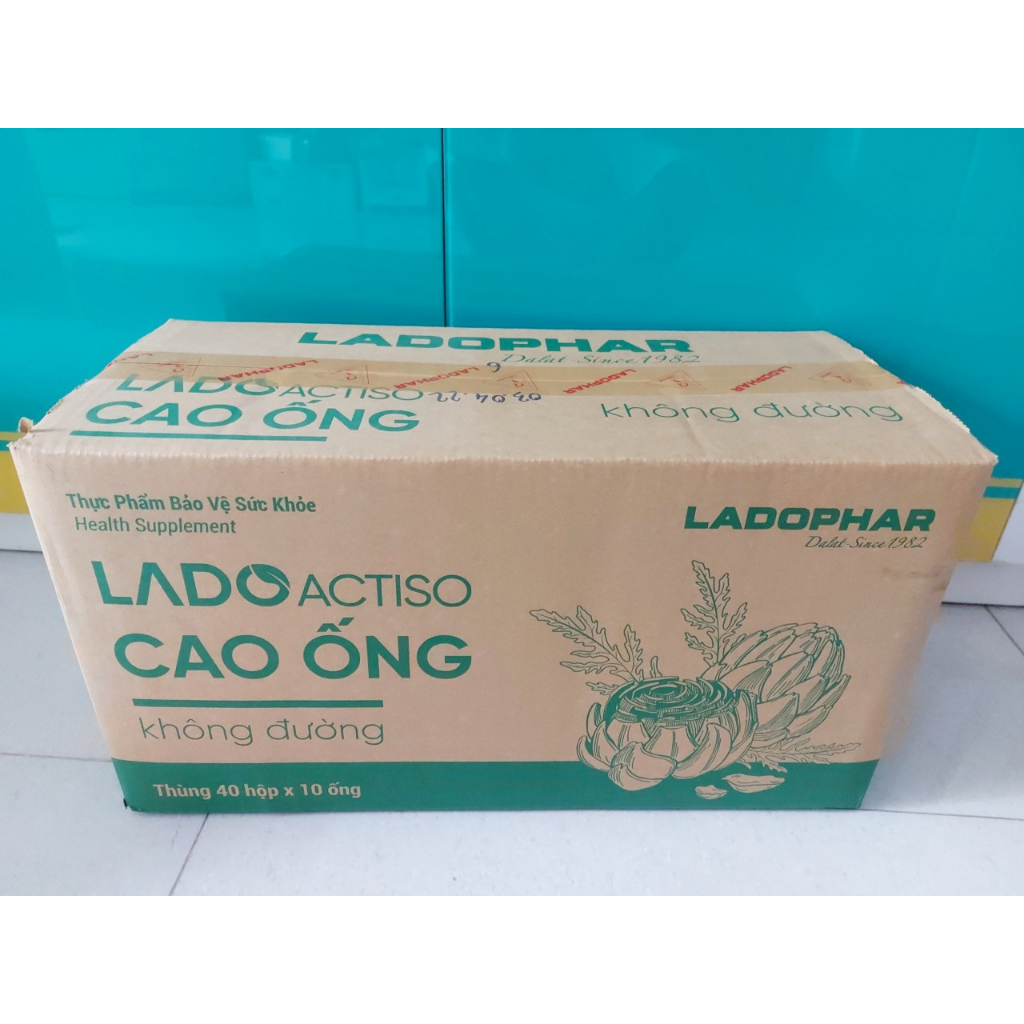 LADOPHAR
Dalat-Since 1982
LADOPHAR
LADOPHAR
LADOPHAR
LADO ACTISO
CAO ỐNG
không đường
Thực Phẩm Bảo Vệ Sức Khỏe
Health Supplement
LADOPHAR
Dalat-Since 1982
LADO ACTISO
CAO ỐNG
không đường
Thùng 40 hộp x 10 ống